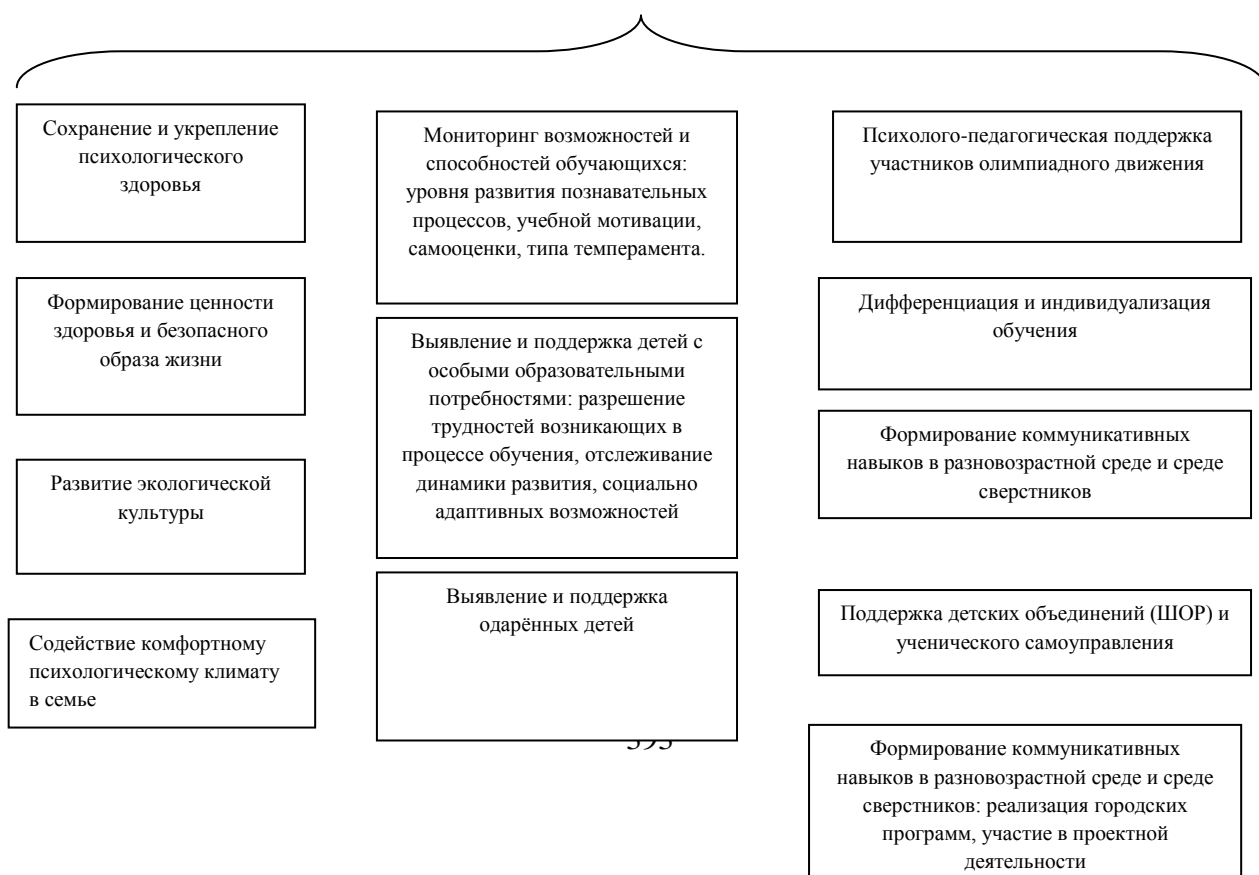 Сохранение и укрепление
психологического
здоровья
Формирование ценности
здоровья и безопасного
образа жизни
Развитие экологической
культуры
Содействие комфортному
психологическому климату
в семье
Мониторинг возможностей и
способностей обучающихся:
уровня развития познавательных
процессов, учебной мотивации,
самооценки, типа темперамента.
Выявление и поддержка детей с
особыми образовательными
потребностями: разрешение
трудностей возникающих в
процессе обучения, отслеживание
динамики развития, социально
адаптивных возможностей
Выявление и поддержка
одарённых детей
Психолого-педагогическая поддержка
участников олимпиадного движения
Дифференциация и индивидуализация
обучения
Формирование коммуникативных
навыков в разновозрастной среде и среде
сверстников
Поддержка детских объединений (ШОР) и
ученического самоуправления
Формирование коммуникативных
навыков в разновозрастной среде и среде
сверстников: реализация городских
программ, участие в проектной
деятельности